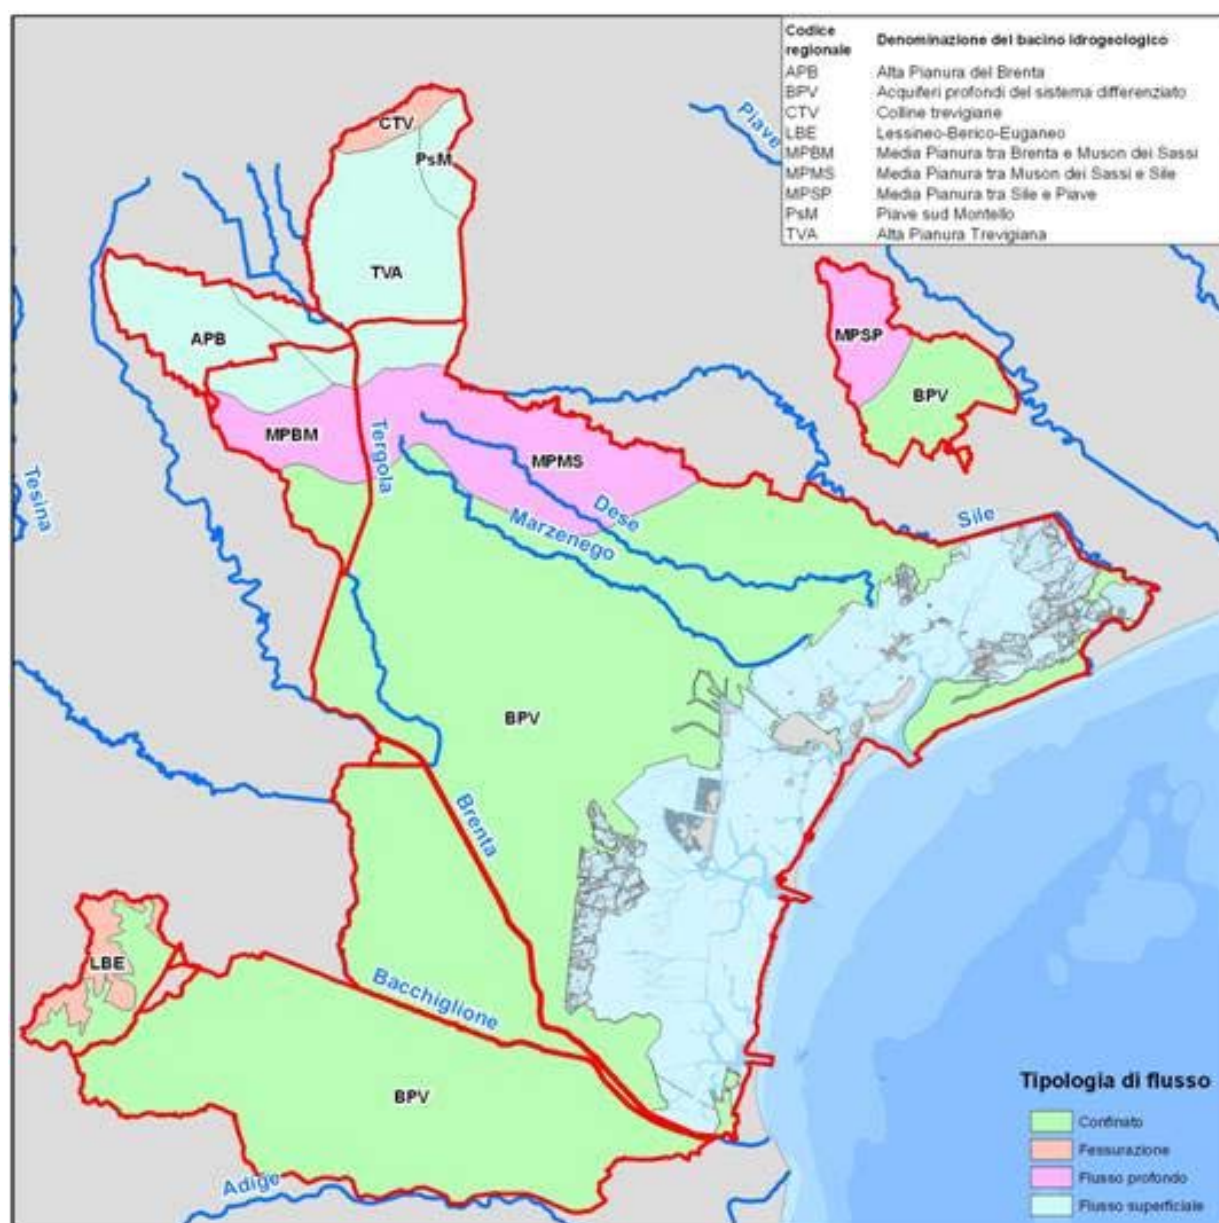 Codice regionale Denominazione del bacino idrogeologico
APB Alta Pianura del Brenta
BPV Acquiferi profondi del sistema differenziato
CTV Colline trevigiane
LBE Lessineo-Berico-Euganeo
MPBM Media Pianura tra Brenta e Muson dei Sassi
MPMS Media Pianura tra Muson dei Sassi e Sile
MPSP Media Pianura tra Sile e Piave
PsM Piave sud Montello
TVA Alta Pianura Trevigiana
Piave
CTV
PsM
TVA
APB
MPSP
BPV
MPBM
Tergola
MPMS
Tesina
Dese
Marzenego
Sile
BPV
Brenta
LBE
Bacchiglione
BPV
Adige
Tipologia di flusso
Confinato
Fessurazione
Flusso profondo
Flusso superficiale